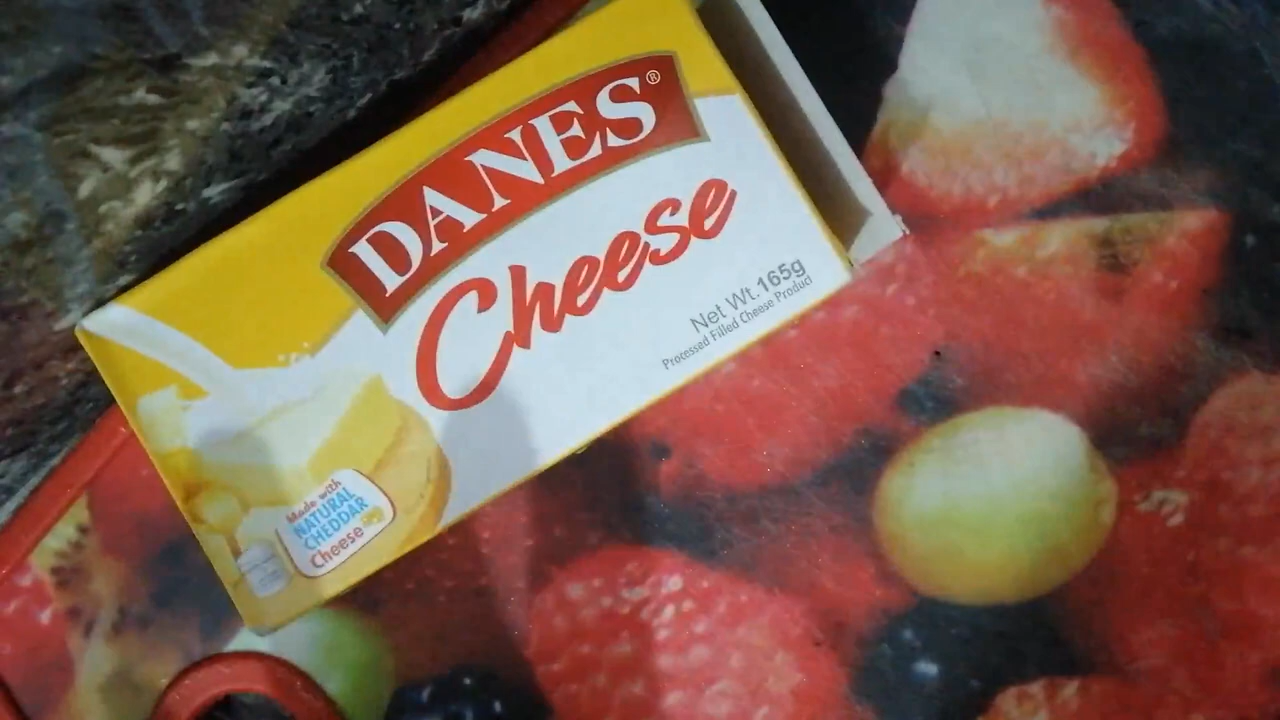 DANES®
Cheese
Net Wt.165g
Processed Filled Cheese Product
Made with
NATURAL
CHEDDAR
Cheese